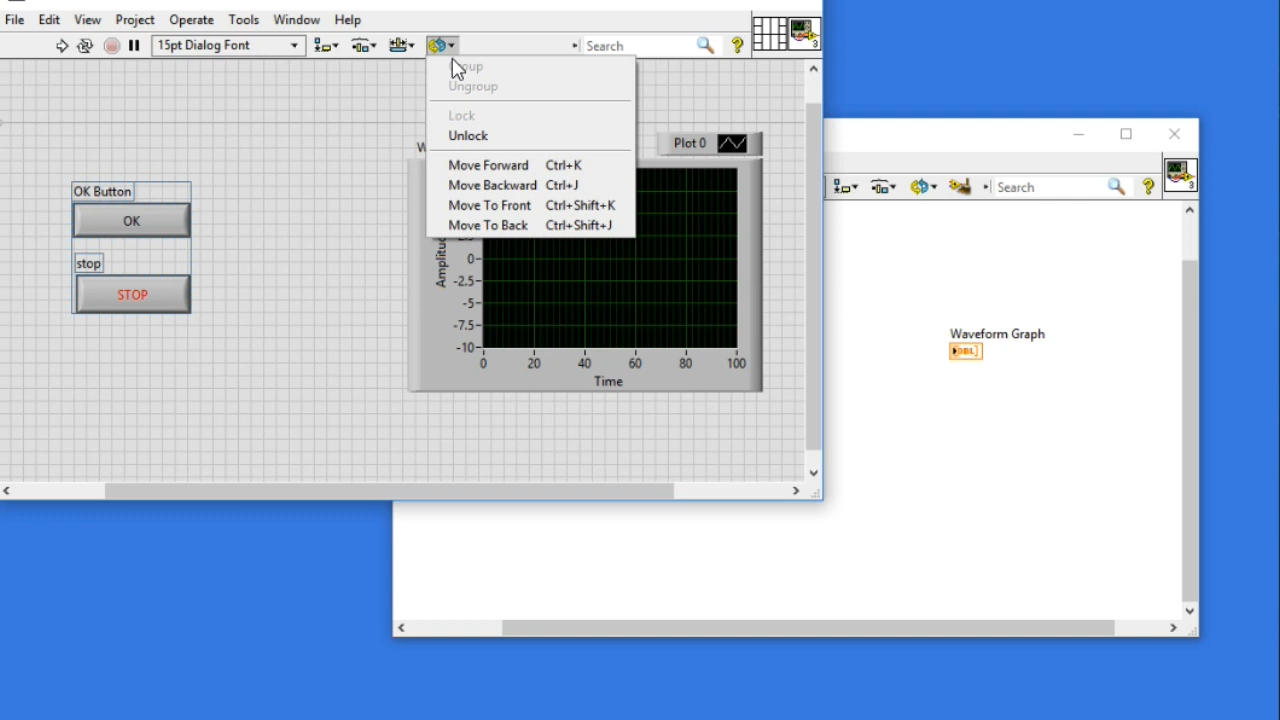 File Edit View Project Operate Tools Window Help
15pt Dialog Font
Search
3
Ungroup
Lock
Unlock
Move Forward Ctrl+K
Move Backward Ctrl+J
Move To Front Ctrl+Shift+K
Move To Back Ctrl+Shift+J
Plot 0
OK Button
OK
stop
STOP
0
-2.5
-5
-7.5
-10
0 20 40 60 80 100
Time
Search
3
Waveform Graph
DBL